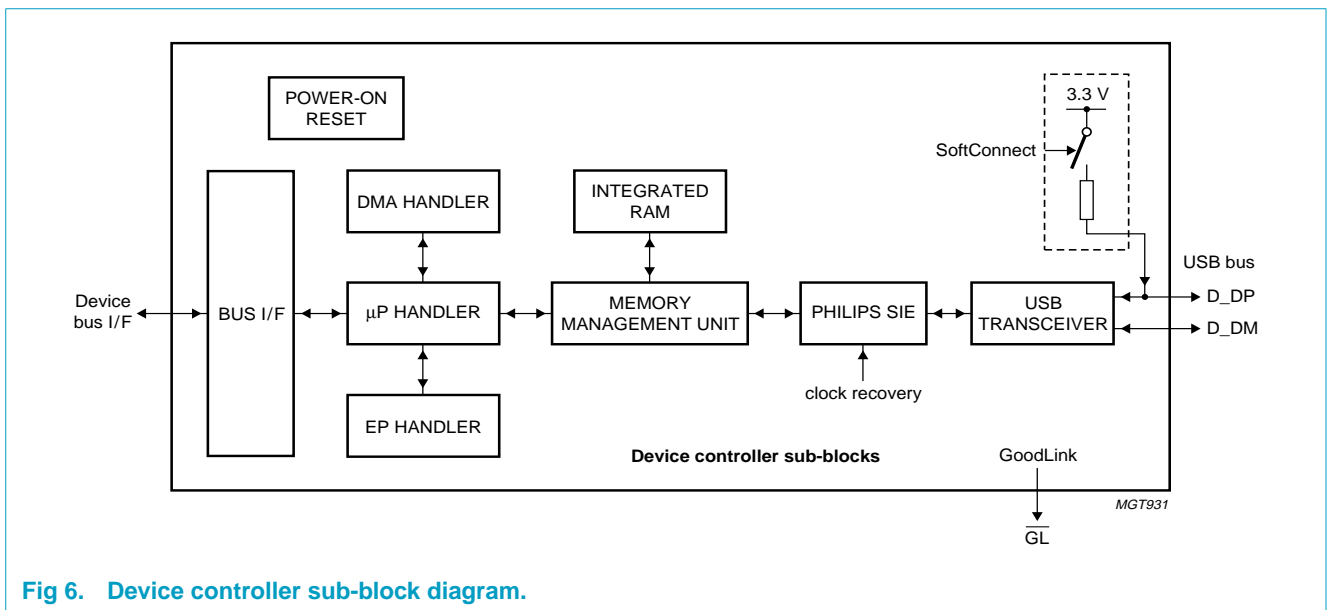 POWER-ON
RESET
3.3 V
SoftConnect
DMA HANDLER
INTEGRATED
RAM
USB bus
Device
bus I/F
BUS I/F
µP HANDLER
MEMORY
MANAGEMENT UNIT
PHILIPS SIE
USB
TRANSCEIVER
D_DP
D_DM
clock recovery
EP HANDLER
Device controller sub-blocks
GoodLink
MGT931
GL
Fig 6. Device controller sub-block diagram.